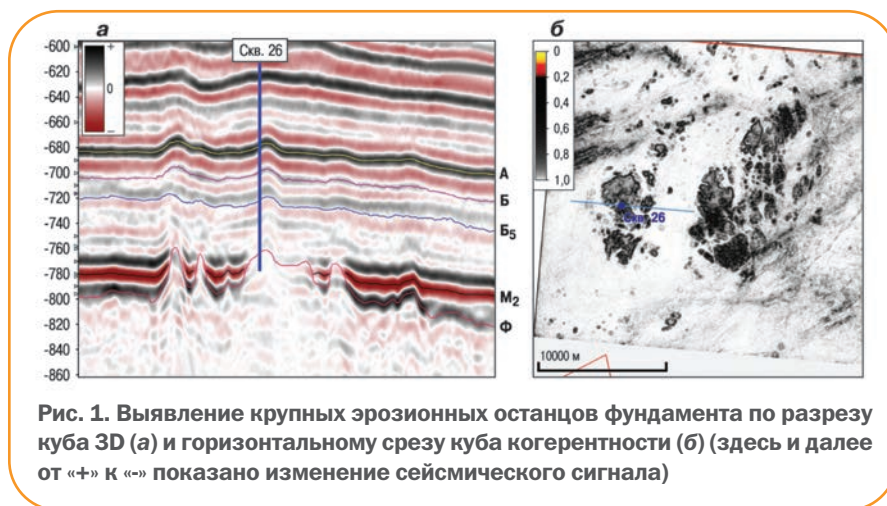 а
б
Скв. 26
+
0
–
-600
-620
-640
-660
-680
-700
-720
-740
-760
-780
-800
-820
-840
-860
А
Б
Б5
М2
Ф
0
0,2
0,4
0,6
0,8
1,0
Скв. 26
10000 м
Рис. 1. Выявление крупных эрозионных останцов фундамента по разрезу
куба 3D (а) и горизонтальному срезу куба когерентности (б) (здесь и далее
от «+» к «-» показано изменение сейсмического сигнала)